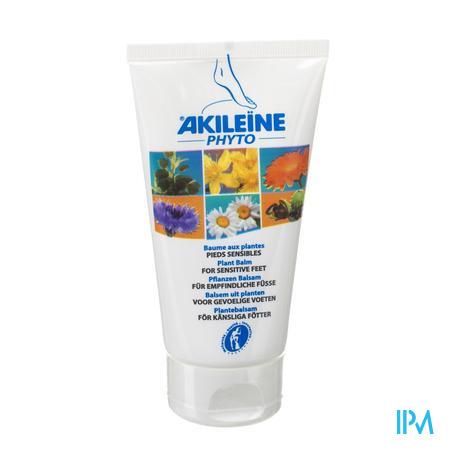 AKILEÏNE
PHYTO
Baume aux plantes
PIEDS SENSIBLES
Plant Balm
FOR SENSITIVE FEET
Pflanzen Balsam
FÜR EMPFINDLICHE FÜSSE
Balsem uit planten
VOOR GEVOELIGE VOETEN
Plantebalsam
FÖR KÄNSLIGA FÖTTER
IPM